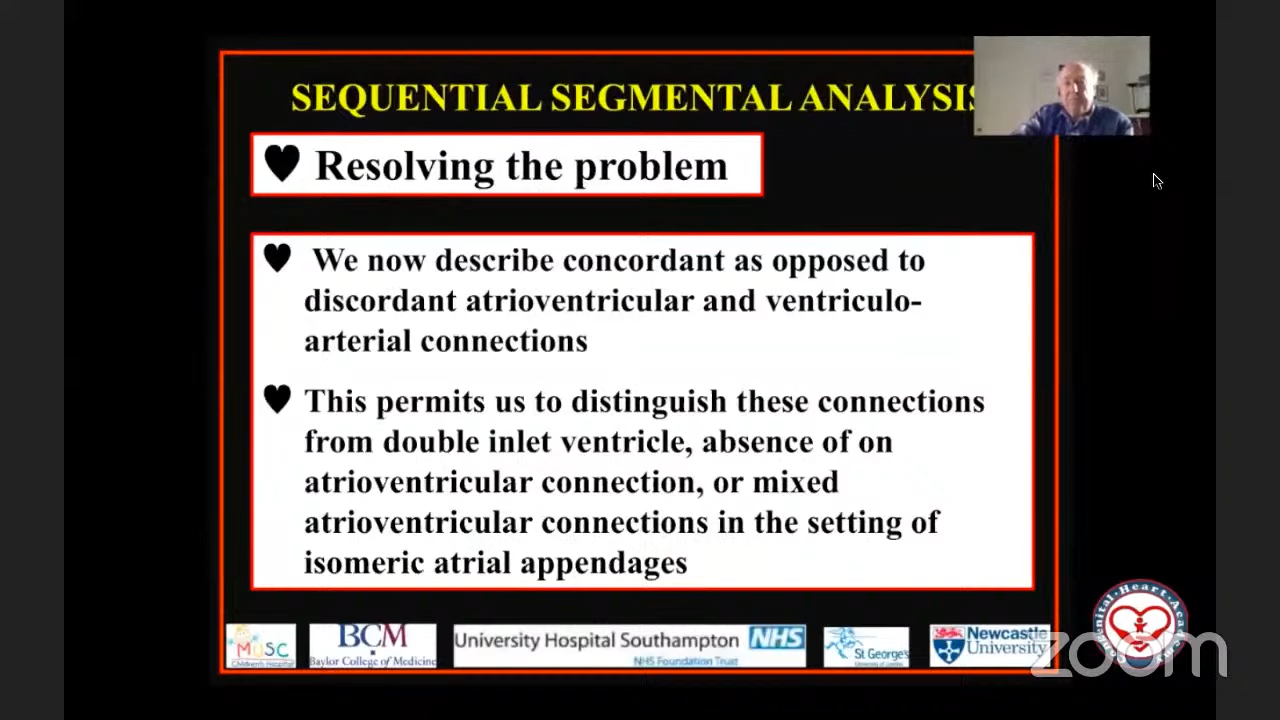 SEQUENTIAL SEGMENTAL ANALYSIS
♥ Resolving the problem
♥ We now describe concordant as opposed to
discordant atrioventricular and ventriculo-
arterial connections
♥ This permits us to distinguish these connections
from double inlet ventricle, absence of on
atrioventricular connection, or mixed
atrioventricular connections in the setting of
isomeric atrial appendages
MUSC
Children's Hospital
BCM
Baylor College of Medicine
University Hospital Southampton NHS
NHS Foundation Trust
St George's
University of London
Newcastle
University
zoom